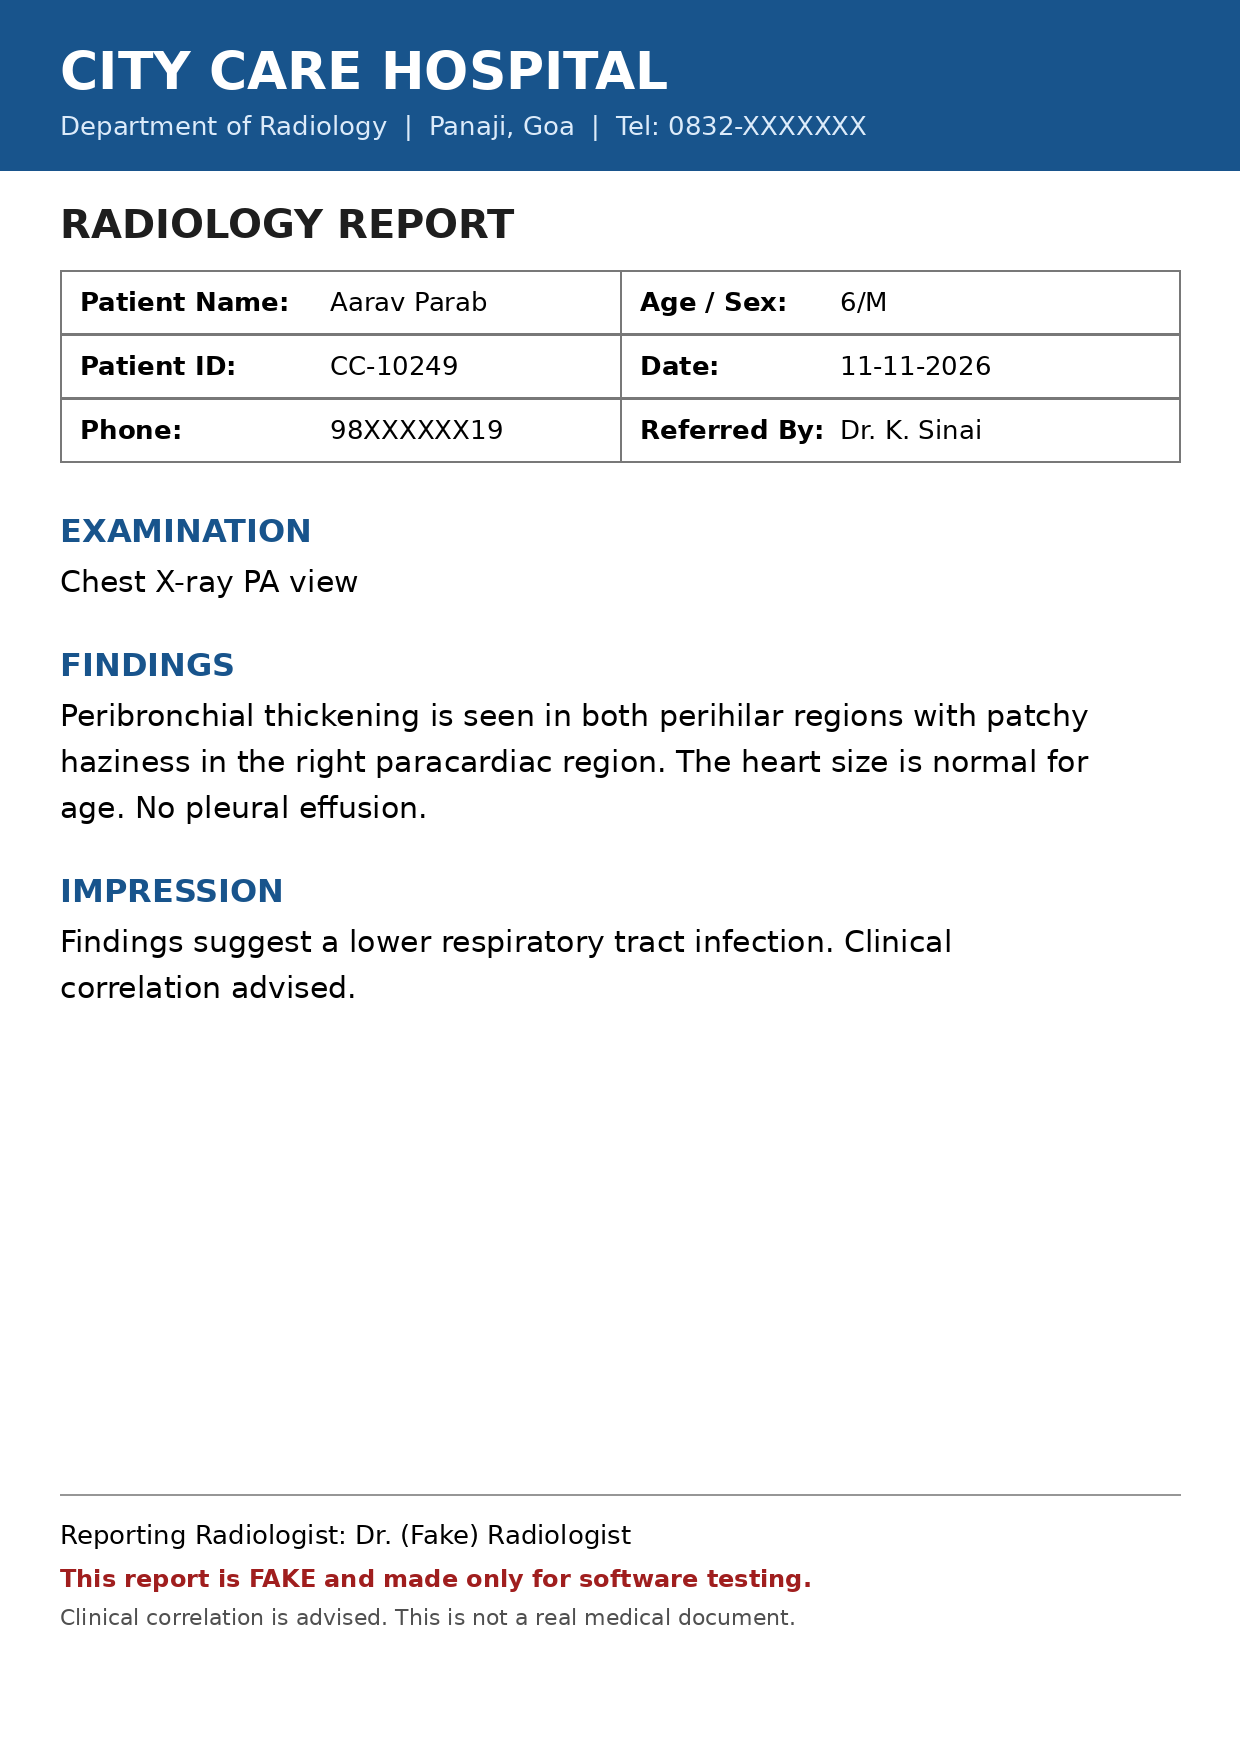 CITY CARE HOSPITAL
Department of Radiology | Panaji, Goa | Tel: 0832-XXXXXXX
RADIOLOGY REPORT
Patient Name: Aarav Parab Age / Sex: 6/M
Patient ID: CC-10249 Date: 11-11-2026
Phone: 98XXXXXX19 Referred By: Dr. K. Sinai
EXAMINATION
Chest X-ray PA view
FINDINGS
Peribronchial thickening is seen in both perihilar regions with patchy
haziness in the right paracardiac region. The heart size is normal for
age. No pleural effusion.
IMPRESSION
Findings suggest a lower respiratory tract infection. Clinical
correlation advised.
Reporting Radiologist: Dr. (Fake) Radiologist
This report is FAKE and made only for software testing.
Clinical correlation is advised. This is not a real medical document.